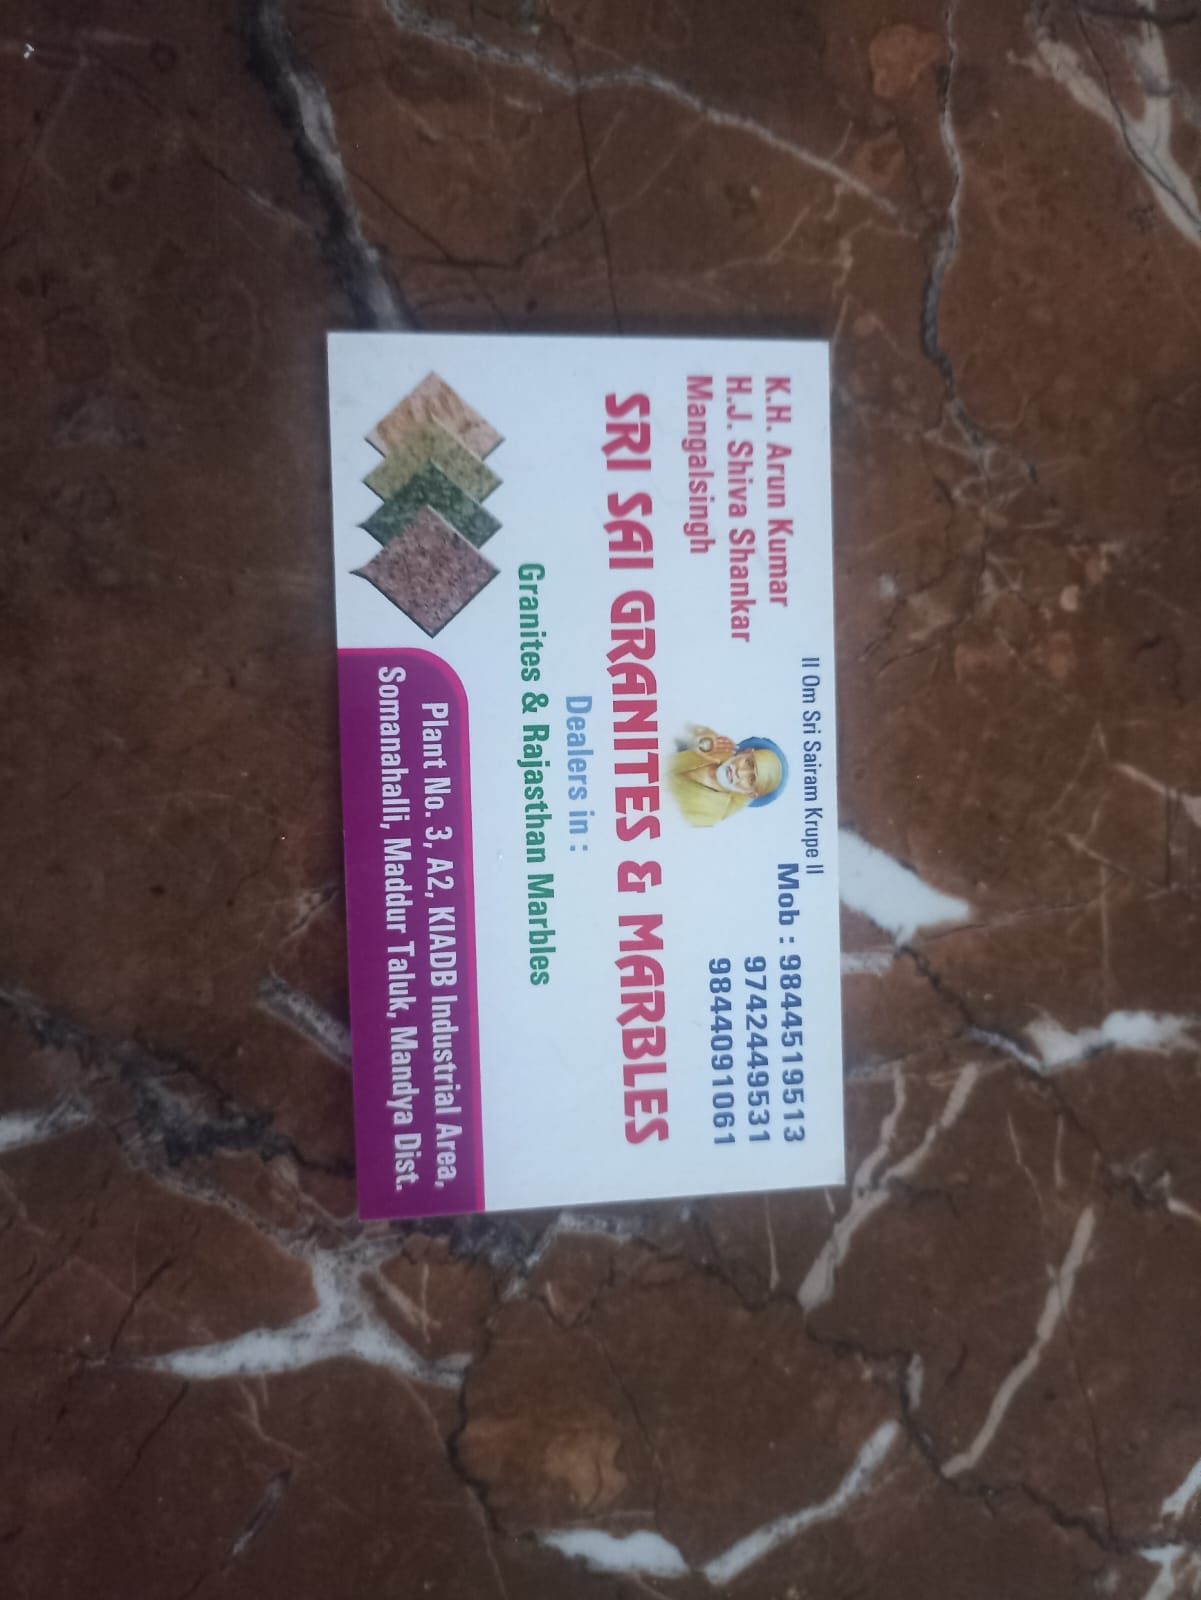 II Om Sri Sairam Krupe II
K.H. Arun Kumar
H.J. Shiva Shankar
Mangalsingh
Mob : 9844519513
9742449531
9844091061
SRI SAI GRANITES & MARBLES
Dealers in :
Granites & Rajasthan Marbles
Plant No. 3, A2, KIADB Industrial Area,
Somanahalli, Maddur Taluk, Mandya Dist.